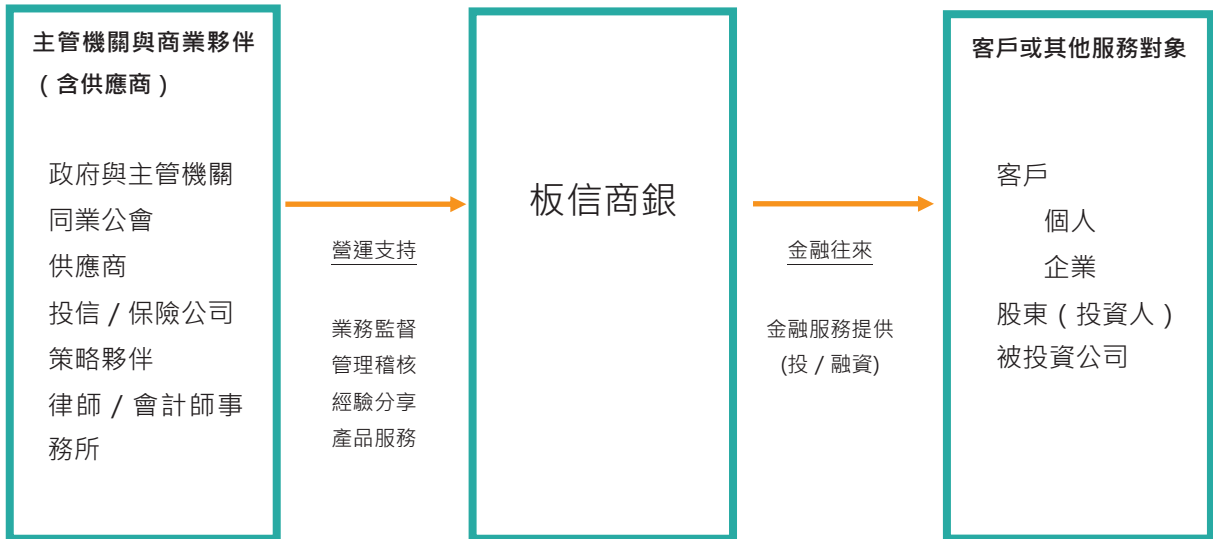 主管機關與商業夥伴
（含供應商）
政府與主管機關
同業公會
供應商
投信／保險公司
策略夥伴
律師／會計師事
務所
營運支持
業務監督
管理稽核
經驗分享
產品服務
板信商銀
金融往來
金融服務提供
(投／融資)
客戶或其他服務對象
客戶
個人
企業
股東（投資人）
被投資公司